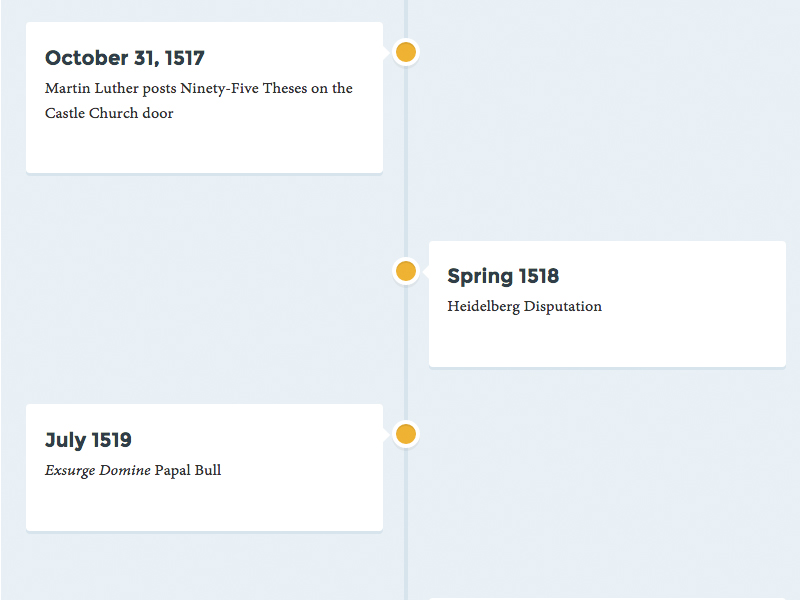 October 31, 1517
Martin Luther posts Ninety-Five Theses on the
Castle Church door
Spring 1518
Heidelberg Disputation
July 1519
Exsurge Domine Papal Bull